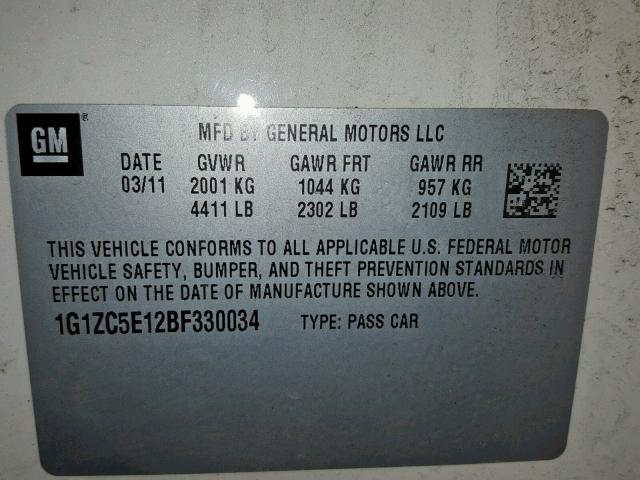 GM ®
MFD BY GENERAL MOTORS LLC
DATE GVWR GAWR FRT GAWR RR
03/11 2001 KG 1044 KG 957 KG
4411 LB 2302 LB 2109 LB
THIS VEHICLE CONFORMS TO ALL APPLICABLE U.S. FEDERAL MOTOR
VEHICLE SAFETY, BUMPER, AND THEFT PREVENTION STANDARDS IN
EFFECT ON THE DATE OF MANUFACTURE SHOWN ABOVE.
1G1ZC5E12BF330034 TYPE: PASS CAR